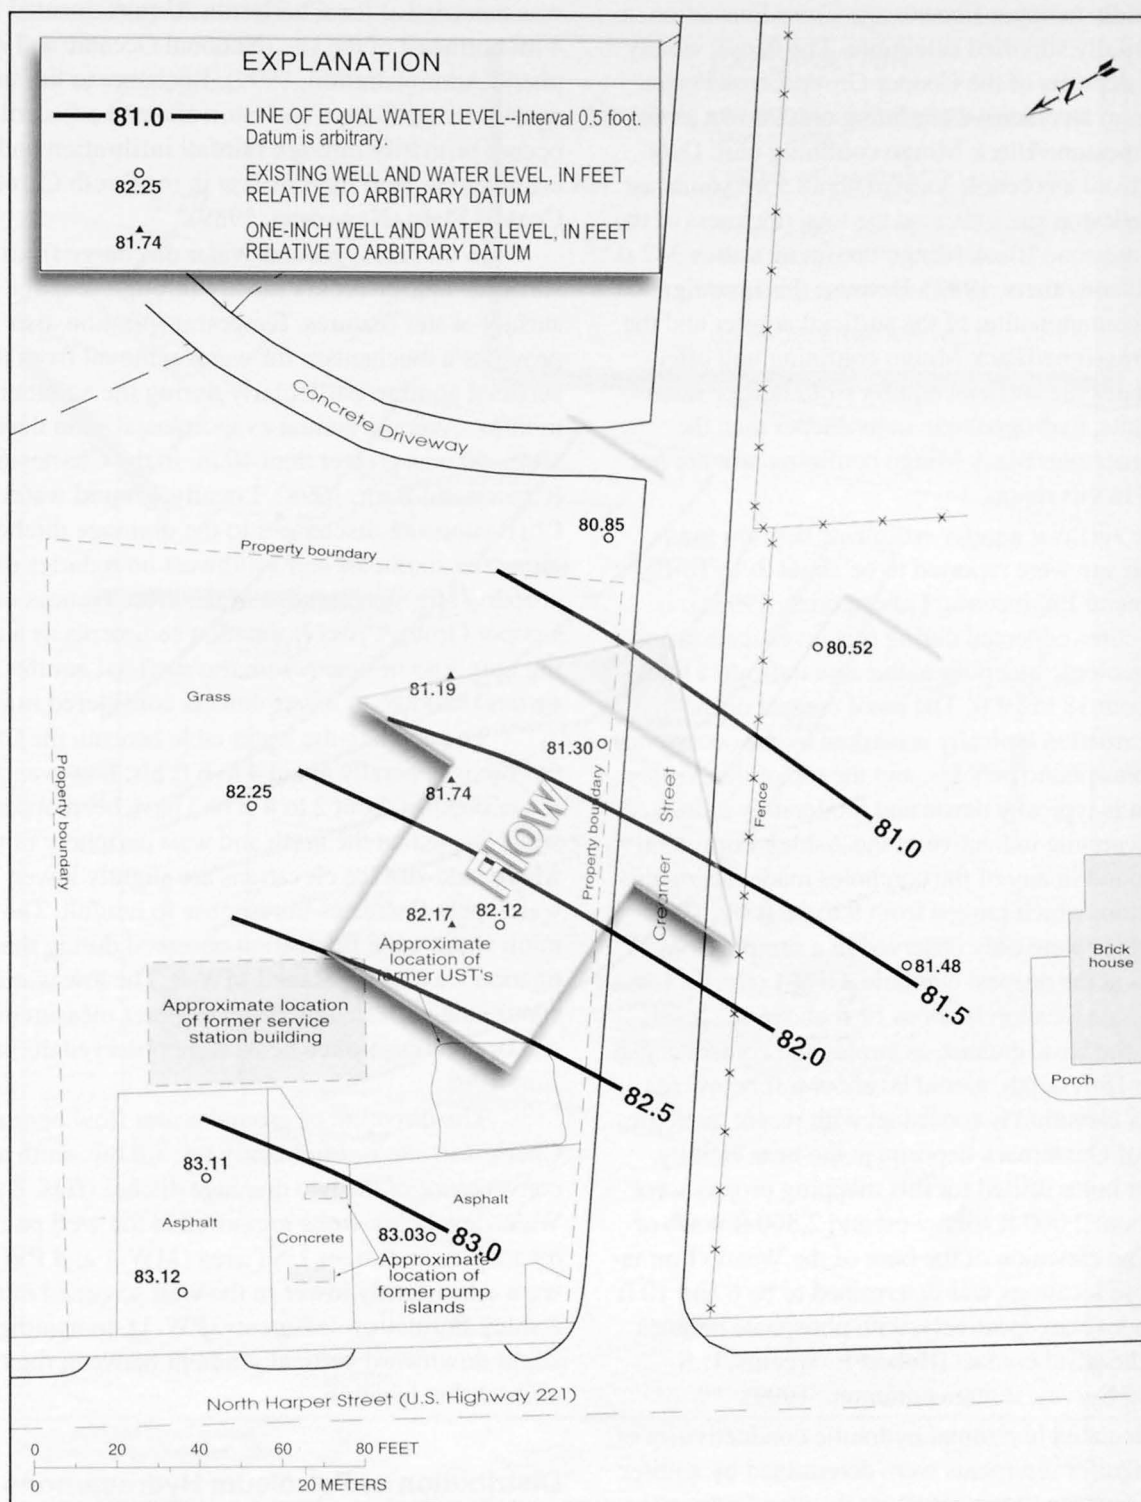 EXPLANATION
81.0
LINE OF EQUAL WATER LEVEL--Interval 0.5 foot.
Datum is arbitrary.
82.25
EXISTING WELL AND WATER LEVEL, IN FEET
RELATIVE TO ARBITRARY DATUM
81.74
ONE-INCH WELL AND WATER LEVEL, IN FEET
RELATIVE TO ARBITRARY DATUM
N
Concrete Driveway
80.85
Property boundary
80.52
81.19
Grass
81.30
Property boundary
82.25
81.74
Flow
Property boundary
Creamer Street
Fence
81.0
82.17
82.12
Approximate
location of
former UST's
81.48
81.5
Brick
house
Approximate location
of former service
station building
82.0
Porch
82.5
83.11
Asphalt
Asphalt
Concrete
83.03
83.0
Approximate
location of
former pump
islands
83.12
North Harper Street (U.S. Highway 221)
0 20 40 60 80 FEET
0 20 METERS